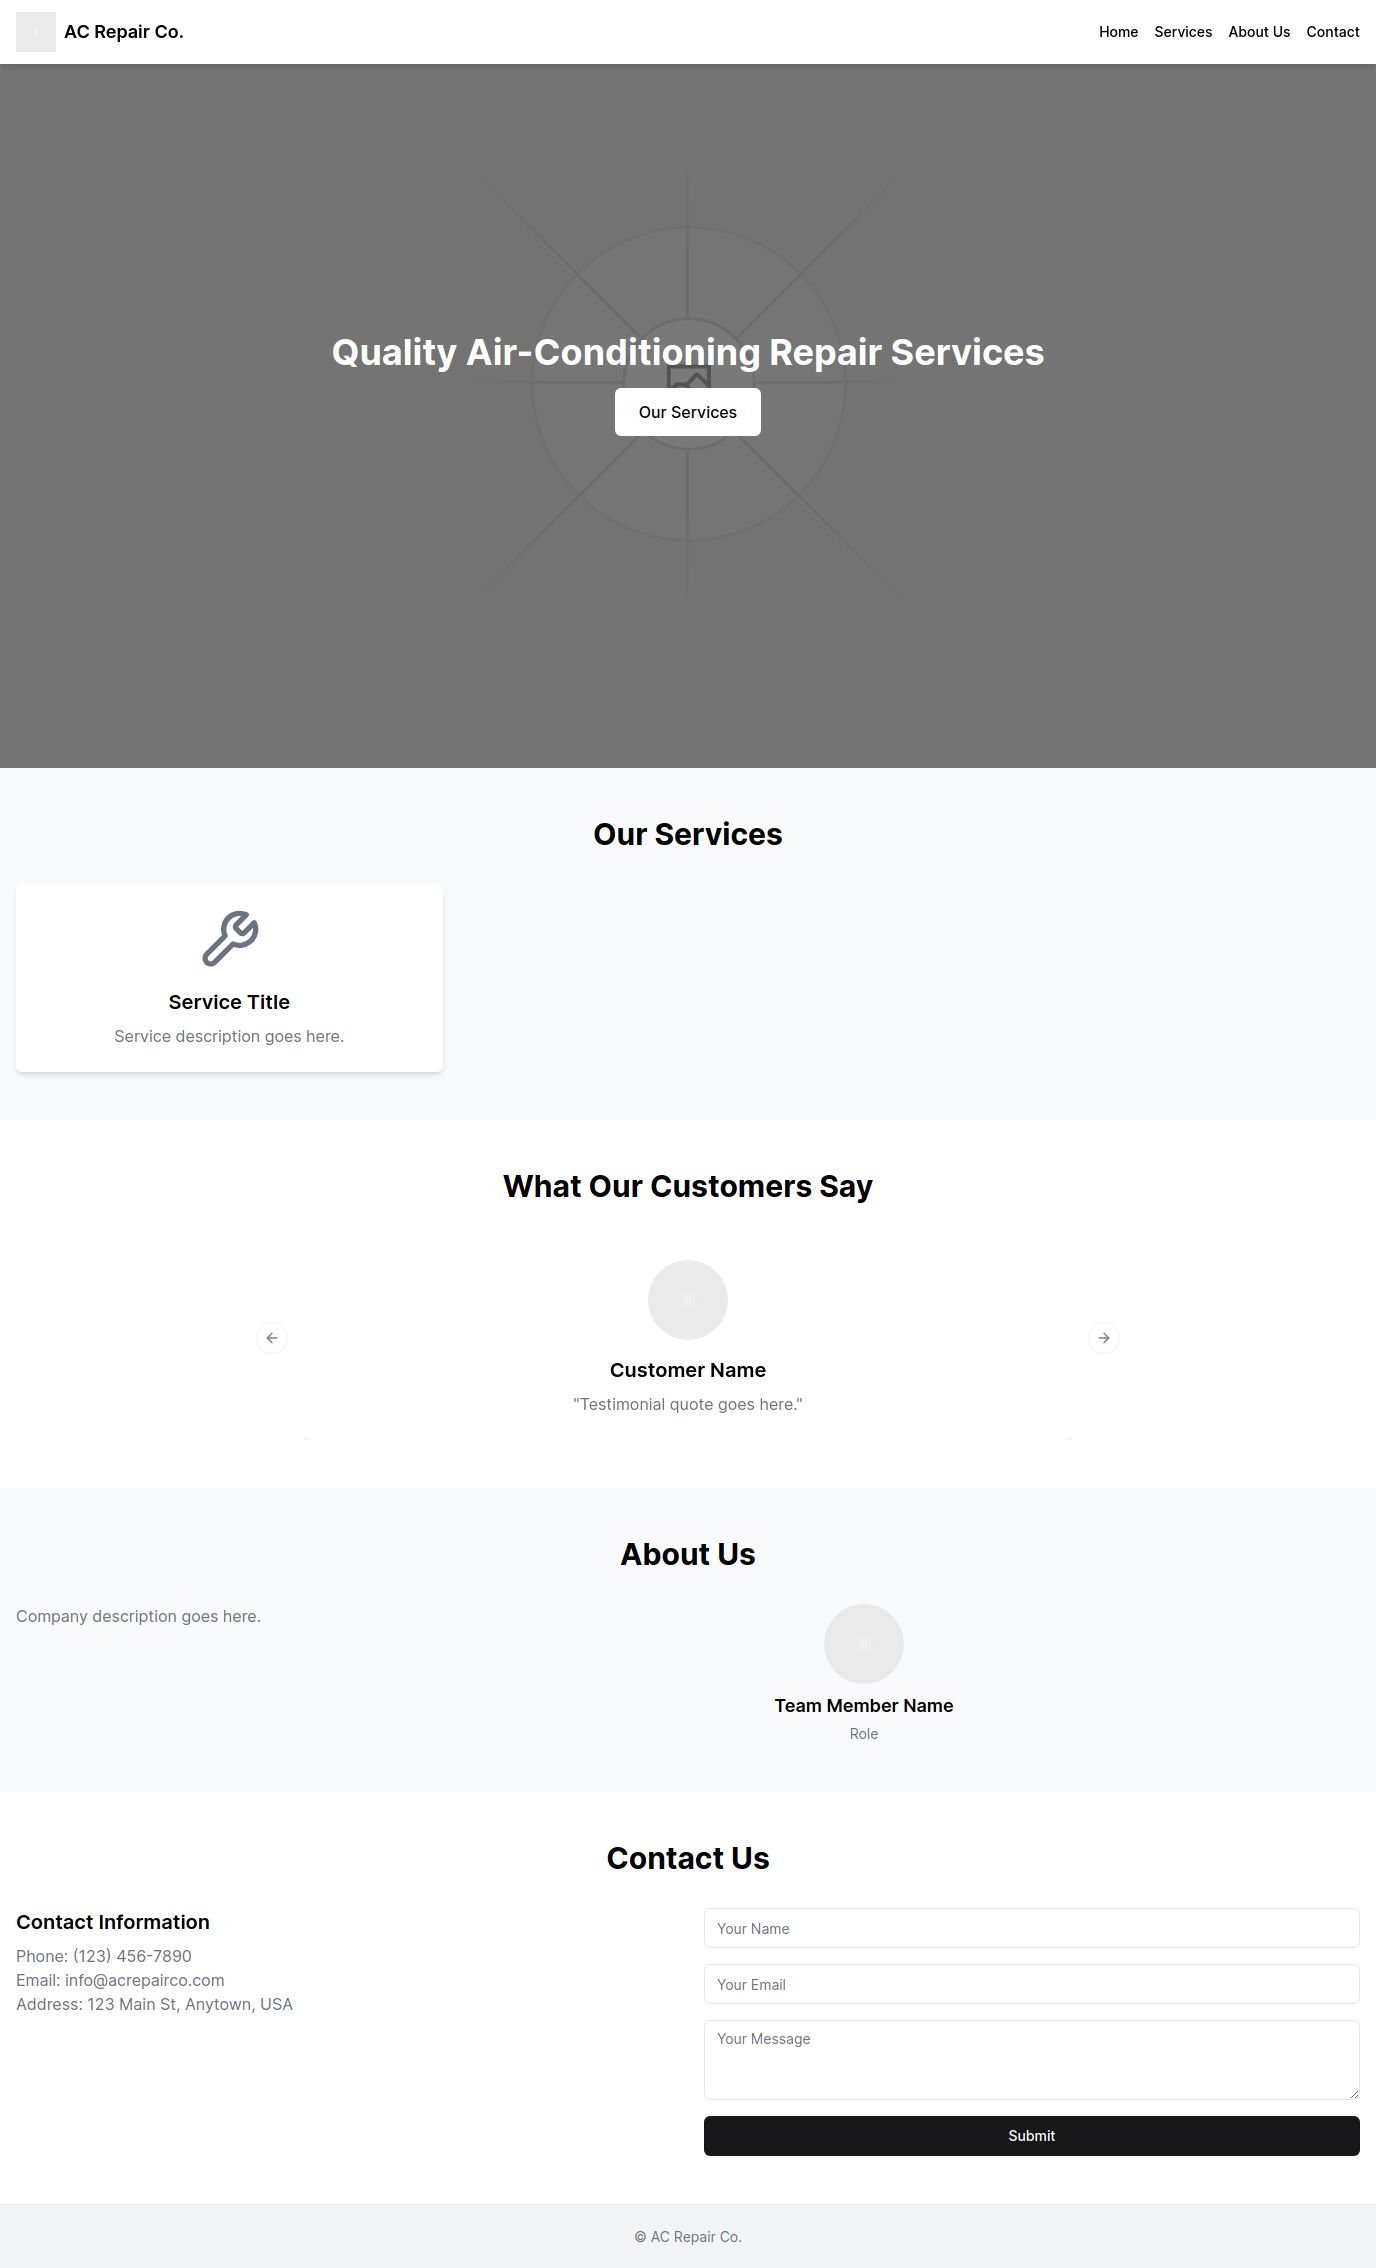 AC Repair Co.
Home Services About Us Contact
Quality Air-Conditioning Repair Services
Our Services
Our Services
Service Title
Service description goes here.
What Our Customers Say
Customer Name
"Testimonial quote goes here."
About Us
Company description goes here.
Team Member Name
Role
Contact Us
Contact Information
Phone: (123) 456-7890
Email: info@acrepairco.com
Address: 123 Main St, Anytown, USA
Your Name
Your Email
Your Message
Submit
© AC Repair Co.